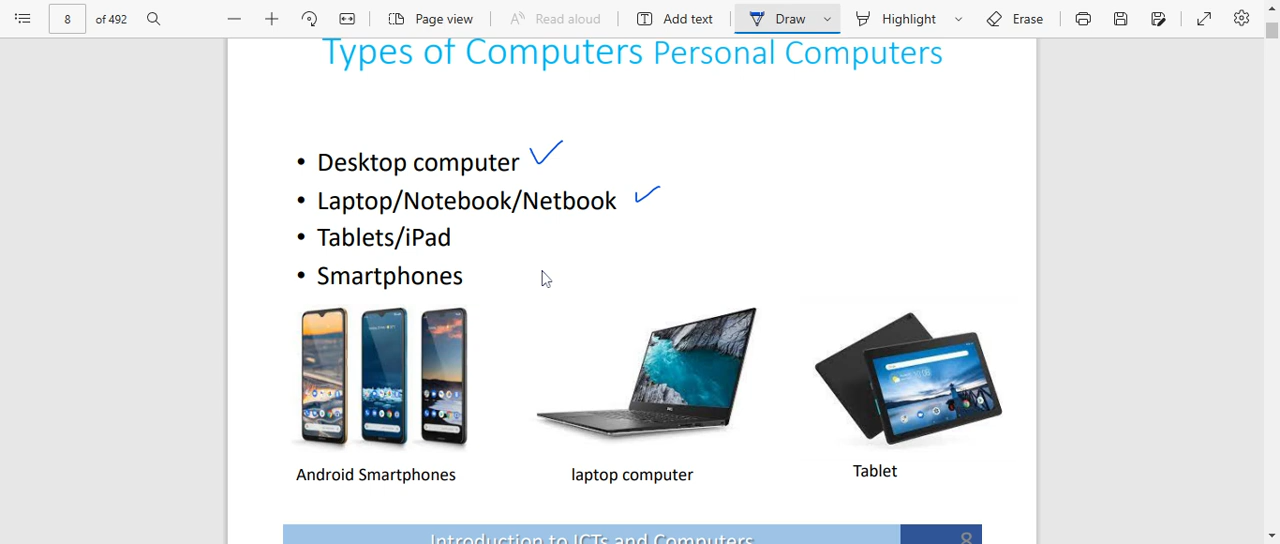 8 of 492 Page view Read aloud Add text Draw Highlight Erase
Types of Computers Personal Computers
• Desktop computer
• Laptop/Notebook/Netbook
• Tablets/iPad
• Smartphones
Android Smartphones
laptop computer
Tablet
Introduction to ICTs and Computers
8